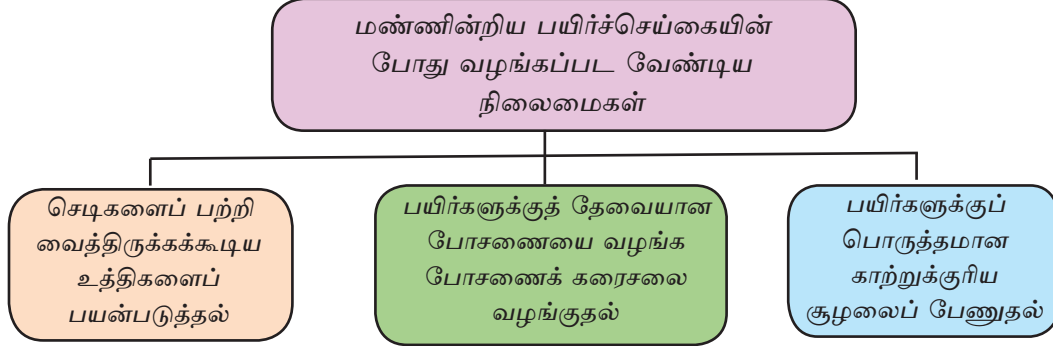 மண்ணின்றிய பயிர்ச்செய்கையின்
போது வழங்கப்பட வேண்டிய
நிலைமைகள்
செடிகளைப் பற்றி
வைத்திருக்கக்கூடிய
உத்திகளைப்
பயன்படுத்தல்
பயிர்களுக்குத் தேவையான
போசணையை வழங்க
போசணைக் கரைசலை
வழங்குதல்
பயிர்களுக்குப்
பொருத்தமான
காற்றுக்குரிய
சூழலைப் பேணுதல்